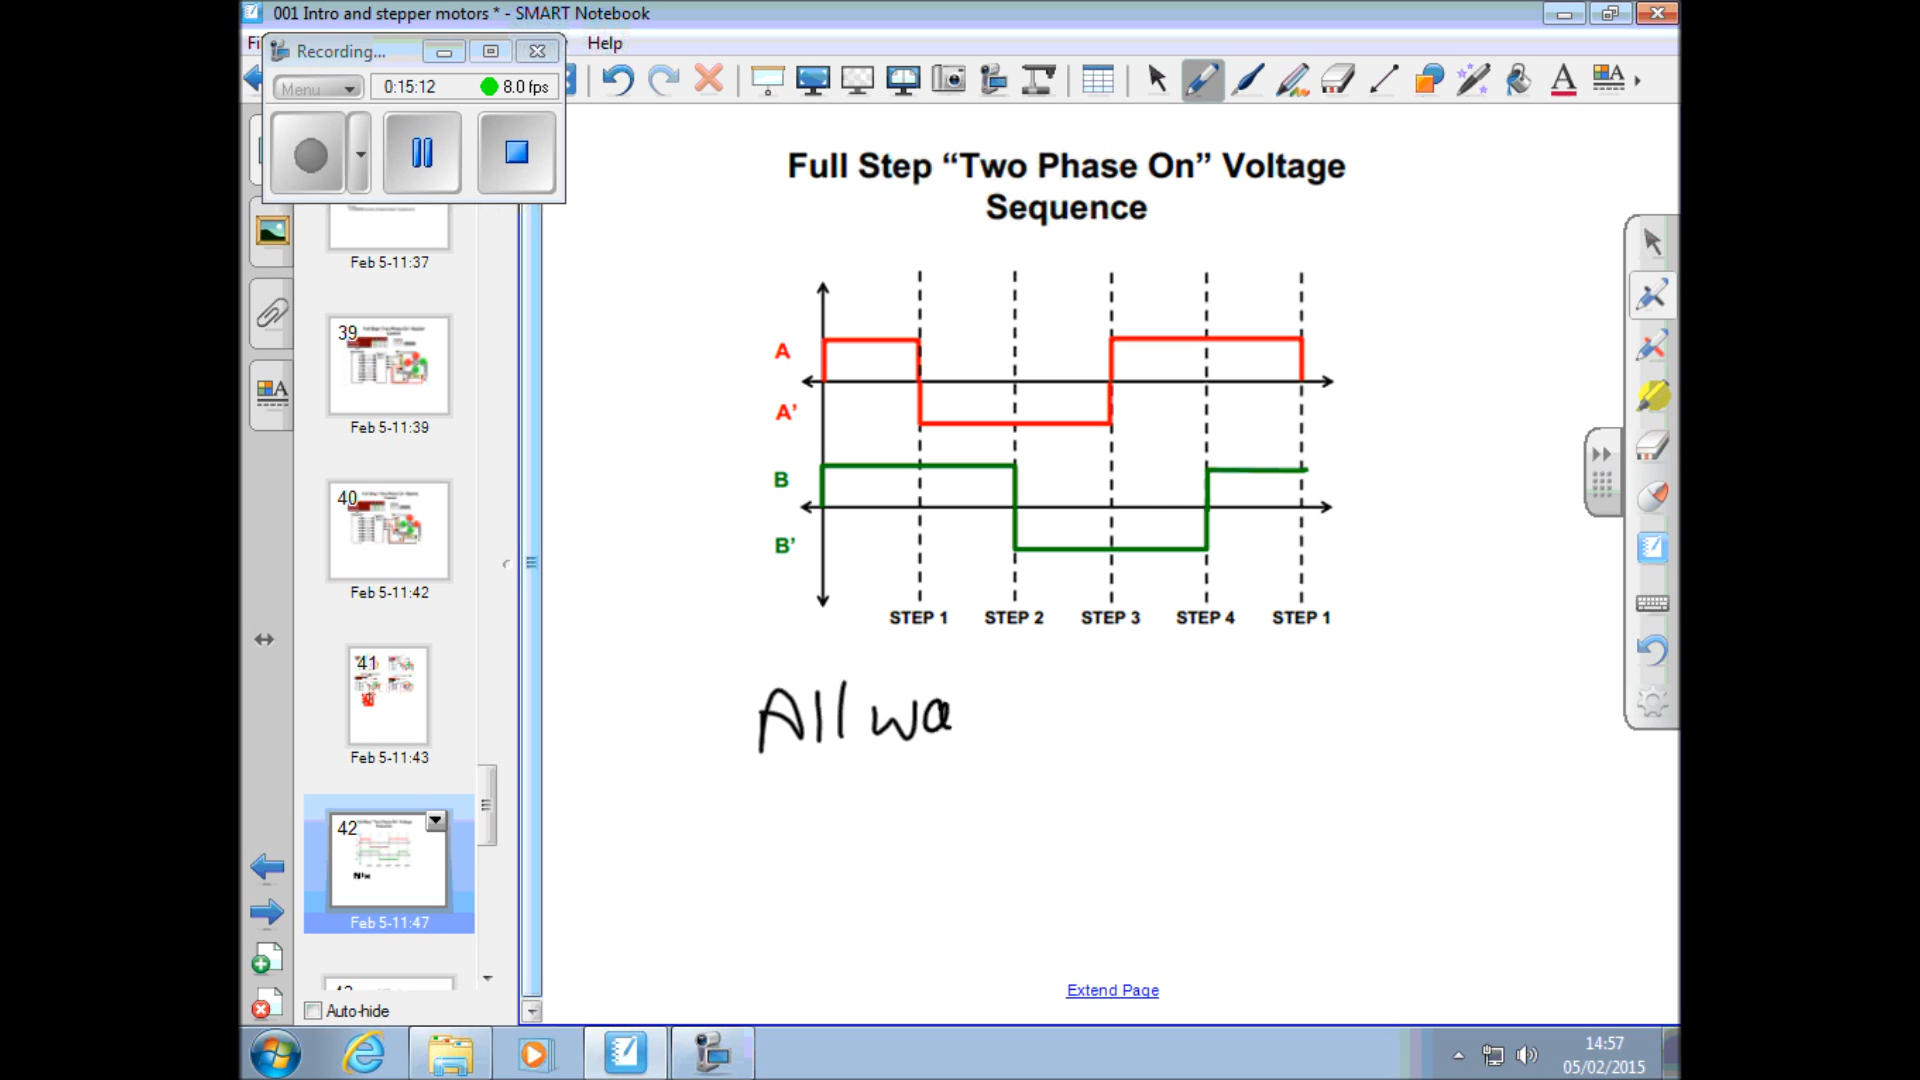 001 Intro and stepper motors * - SMART Notebook
Recording...
Help
Menu
0:15:12
8.0 fps
Feb 5-11:37
39
Feb 5-11:39
40
Feb 5-11:42
41
Feb 5-11:43
42
Feb 5-11:47
Auto-hide
Full Step “Two Phase On” Voltage
Sequence
A
A’
B
B’
STEP 1 STEP 2 STEP 3 STEP 4 STEP 1
All wa
Extend Page
14:57
05/02/2015